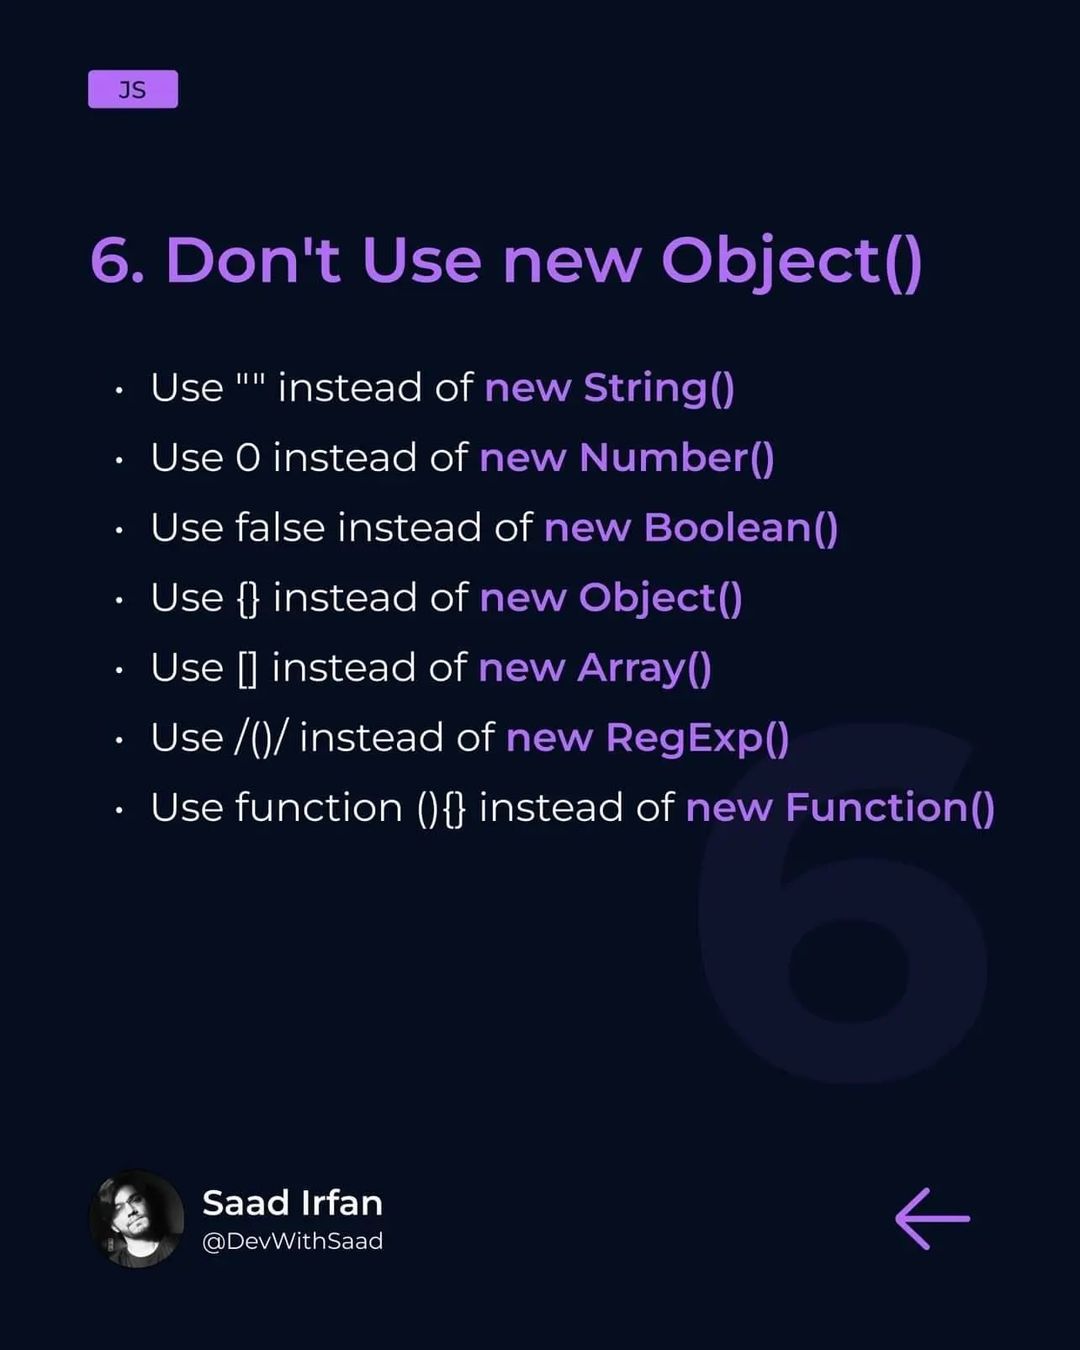 JS
6. Don't Use new Object()
• Use "" instead of new String()
• Use 0 instead of new Number()
• Use false instead of new Boolean()
• Use {} instead of new Object()
• Use [] instead of new Array()
• Use /()/ instead of new RegExp()
• Use function (){} instead of new Function()
6
Saad Irfan
@DevWithSaad